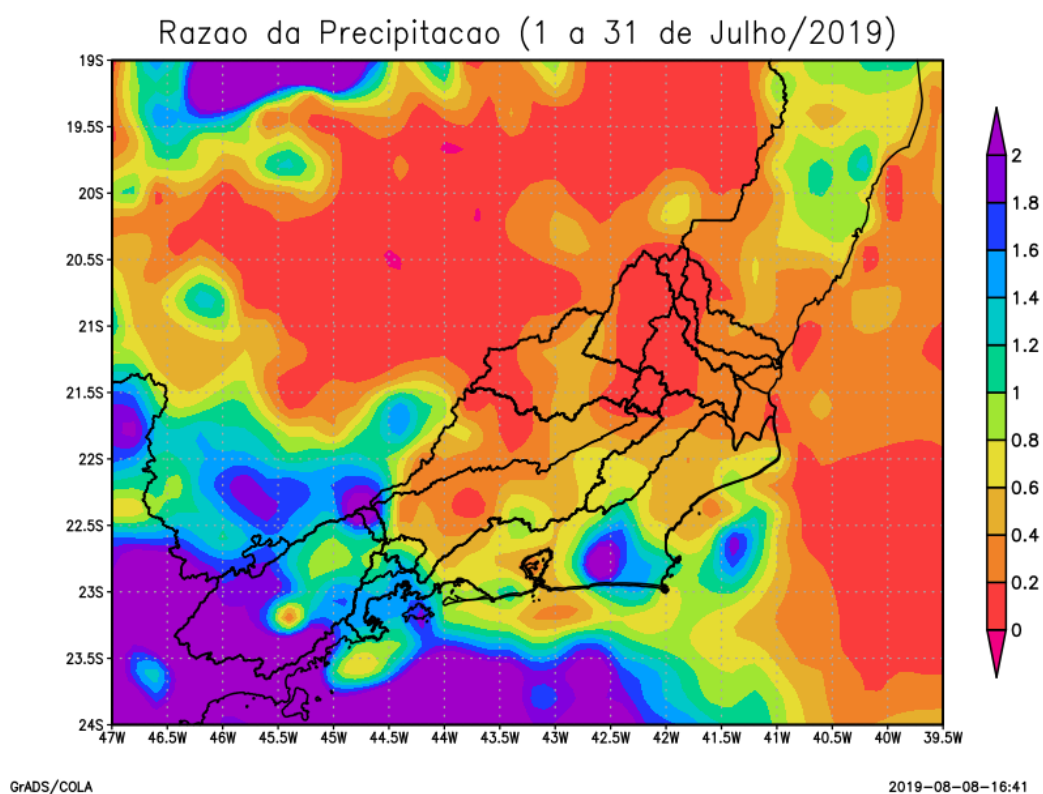 Razao da Precipitacao (1 a 31 de Julho/2019)
19S
19.5S
20S
20.5S
21S
21.5S
22S
22.5S
23S
23.5S
24S
47W 46.5W 46W 45.5W 45W 44.5W 44W 43.5W 43W 42.5W 42W 41.5W 41W 40.5W 40W 39.5W
2
1.8
1.6
1.4
1.2
1
0.8
0.6
0.4
0.2
0
GrADS/COLA
2019-08-08-16:41